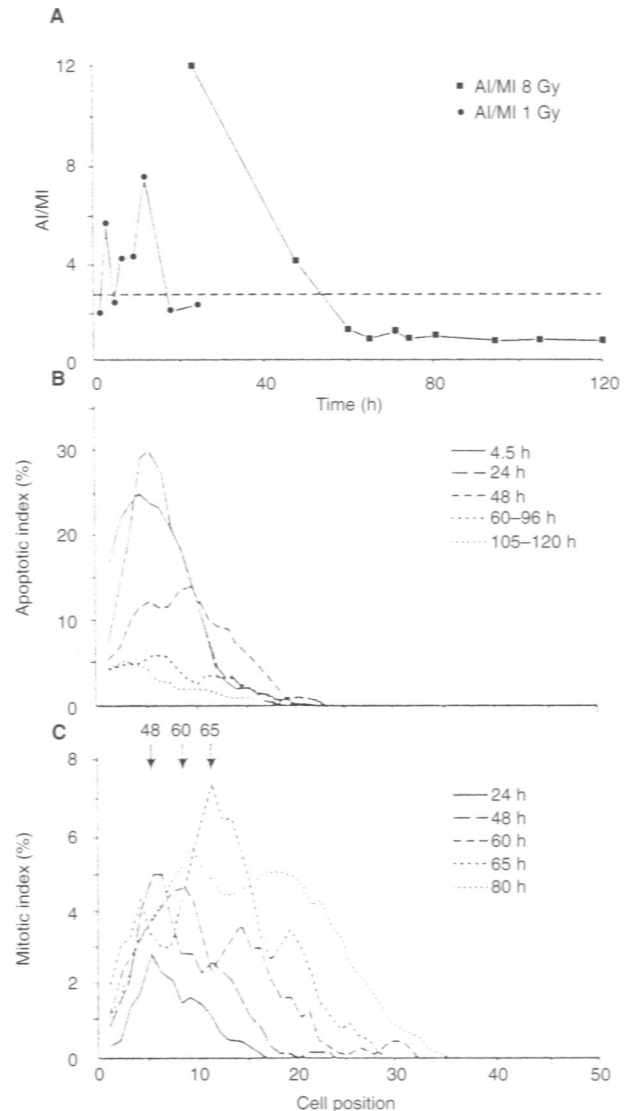 A
12
8
4
0
AI/MI
AI/MI 8 Gy
AI/MI 1 Gy
0
40
60
80
120
Time (h)
B
30
20
10
0
Apoptotic index (%)
4.5 h
24 h
48 h
60–96 h
105–120 h
C
48
60
65
8
6
4
2
0
Mitotic index (%)
24 h
48 h
60 h
65 h
80 h
0
10
20
30
40
50
Cell position